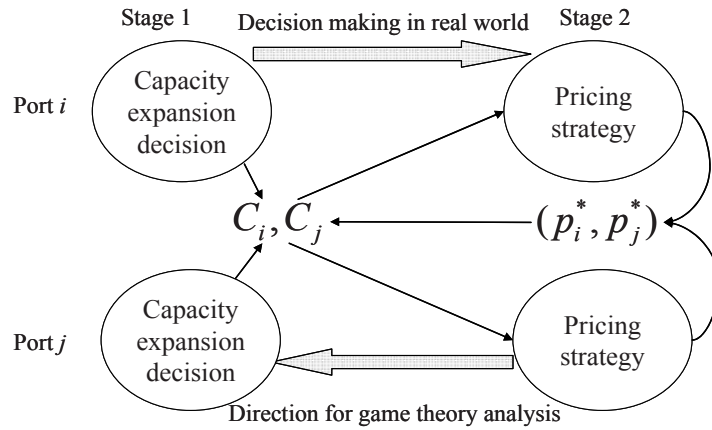 Stage 1
Decision making in real world
Stage 2
Port i
Capacity
expansion
decision
Pricing
strategy
C_i, C_j
(p_i^*, p_j^*)
Port j
Capacity
expansion
decision
Pricing
strategy
Direction for game theory analysis